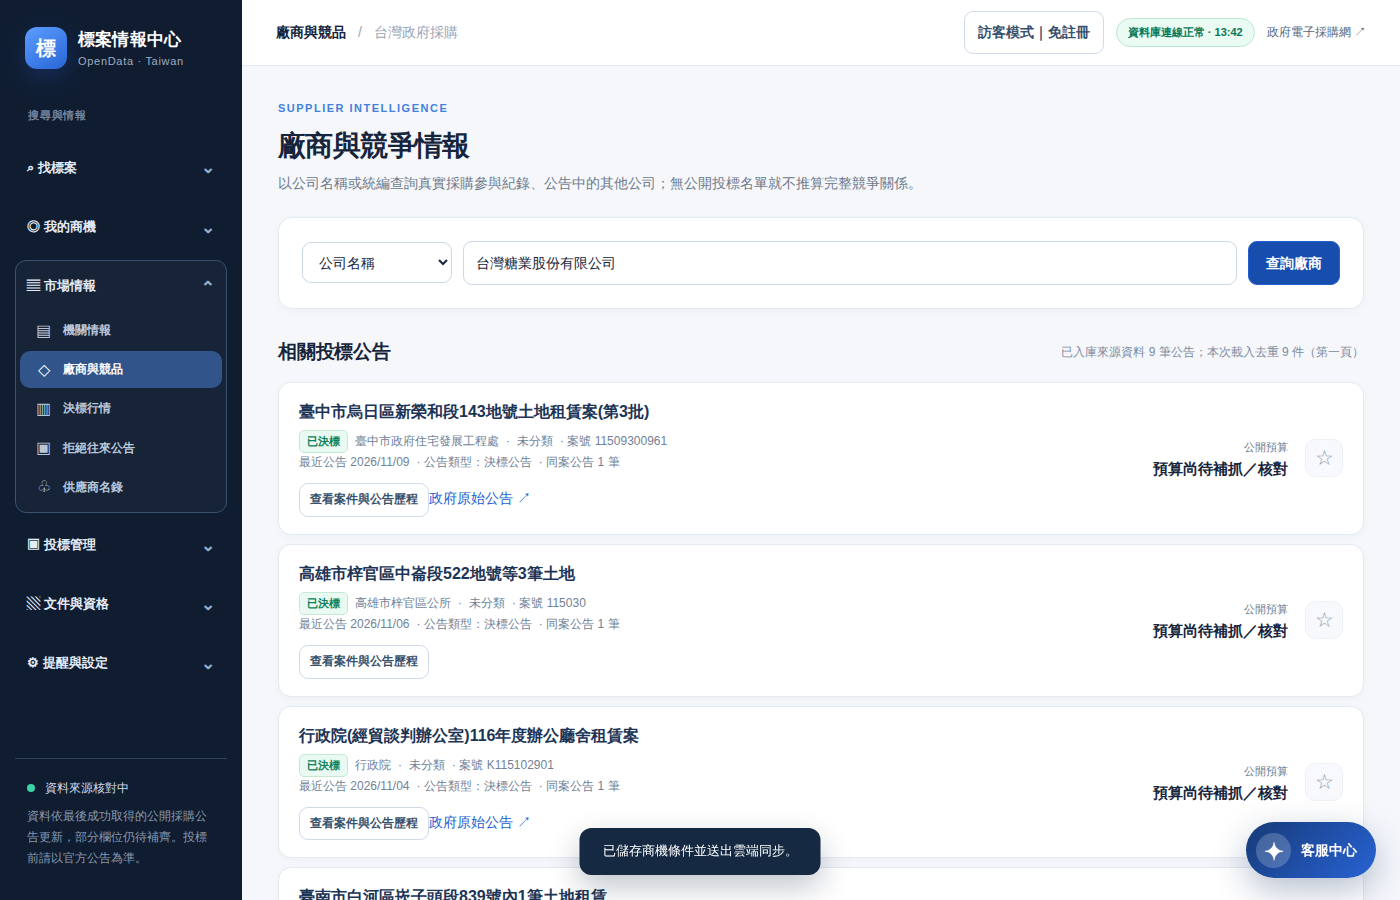 標
標案情報中心
OpenData · Taiwan
搜尋與情報
⌕ 找標案
◎ 我的商機
▤ 市場情報
▤ 機關情報
◇ 廠商與競品
▥ 決標行情
▣ 拒絕往來公告
♧ 供應商名錄
▣ 投標管理
▧ 文件與資格
⚙ 提醒與設定
資料來源核對中
資料依最後成功取得的公開採購公
告更新，部分欄位仍待補齊。投標
前請以官方公告為準。
廠商與競品 / 台灣政府採購
訪客模式｜免註冊
資料庫連線正常 · 13:42
政府電子採購網 ↗
SUPPLIER INTELLIGENCE
廠商與競爭情報
以公司名稱或統編查詢真實採購參與紀錄、公告中的其他公司；無公開投標名單就不推算完整競爭關係。
公司名稱
台灣糖業股份有限公司
查詢廠商
相關投標公告
已入庫來源資料 9 筆公告；本次載入去重 9 件（第一頁）
臺中市烏日區新榮和段143地號土地租賃案(第3批)
已決標 臺中市政府住宅發展工程處 · 未分類 · 案號 11509300961
最近公告 2026/11/09 · 公告類型：決標公告 · 同案公告 1 筆
查看案件與公告歷程 政府原始公告 ↗
公開預算
預算尚待補抓／核對
☆
高雄市梓官區中崙段522地號等3筆土地
已決標 高雄市梓官區公所 · 未分類 · 案號 115030
最近公告 2026/11/06 · 公告類型：決標公告 · 同案公告 1 筆
查看案件與公告歷程
公開預算
預算尚待補抓／核對
☆
行政院(經貿談判辦公室)116年度辦公廳舍租賃案
已決標 行政院 · 未分類 · 案號 K115102901
最近公告 2026/11/04 · 公告類型：決標公告 · 同案公告 1 筆
查看案件與公告歷程 政府原始公告 ↗
公開預算
預算尚待補抓／核對
☆
已儲存商機條件並送出雲端同步。
客服中心
臺南市白河區崁子頭段839號內1筆土地租賃